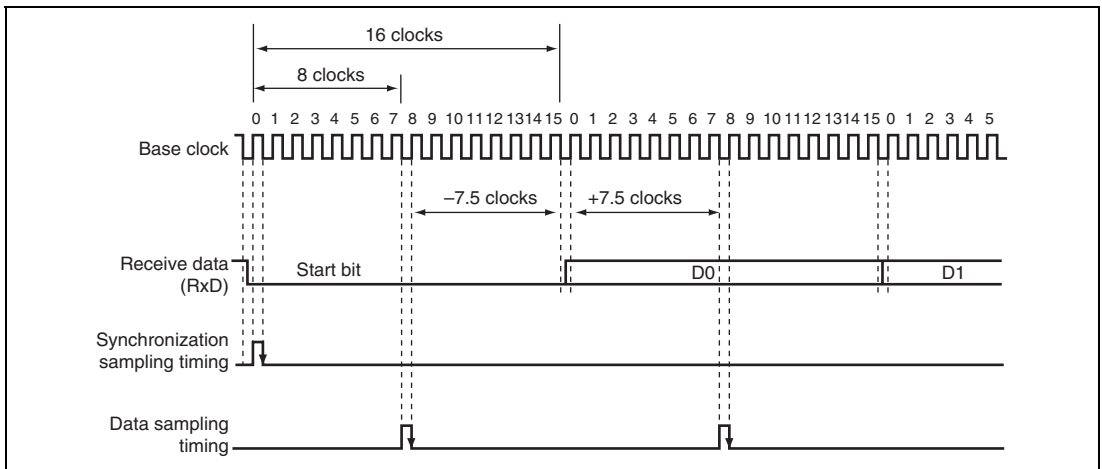 16 clocks
8 clocks
0 1 2 3 4 5 6 7 8 9 10 11 12 13 14 15 0 1 2 3 4 5 6 7 8 9 10 11 12 13 14 15 0 1 2 3 4 5
Base clock
–7.5 clocks +7.5 clocks
Receive data
(RxD)
Start bit D0 D1
Synchronization
sampling timing
Data sampling
timing